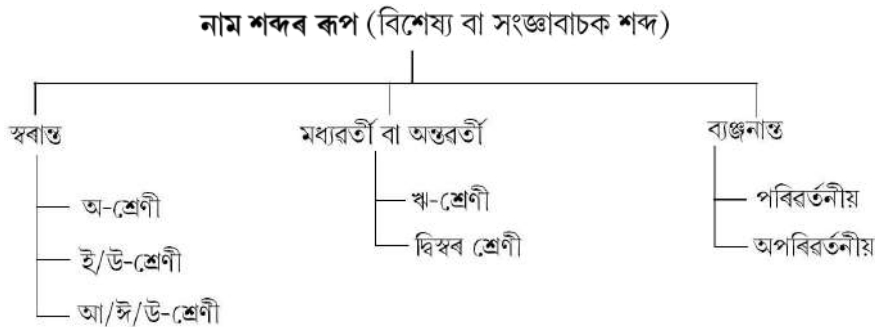 নাম শব্দৰ ৰূপ (বিশেষ্য বা সংজ্ঞাবাচক শব্দ)
স্বৰান্ত
মধ্যৱৰ্তী বা অন্তৱৰ্তী
ব্যঞ্জনান্ত
অ-শ্ৰেণী
ই/উ-শ্ৰেণী
আ/ঈ/উ-শ্ৰেণী
ঋ-শ্ৰেণী
দ্বিস্বৰ শ্ৰেণী
পৰিৱৰ্তনীয়
অপৰিৱৰ্তনীয়